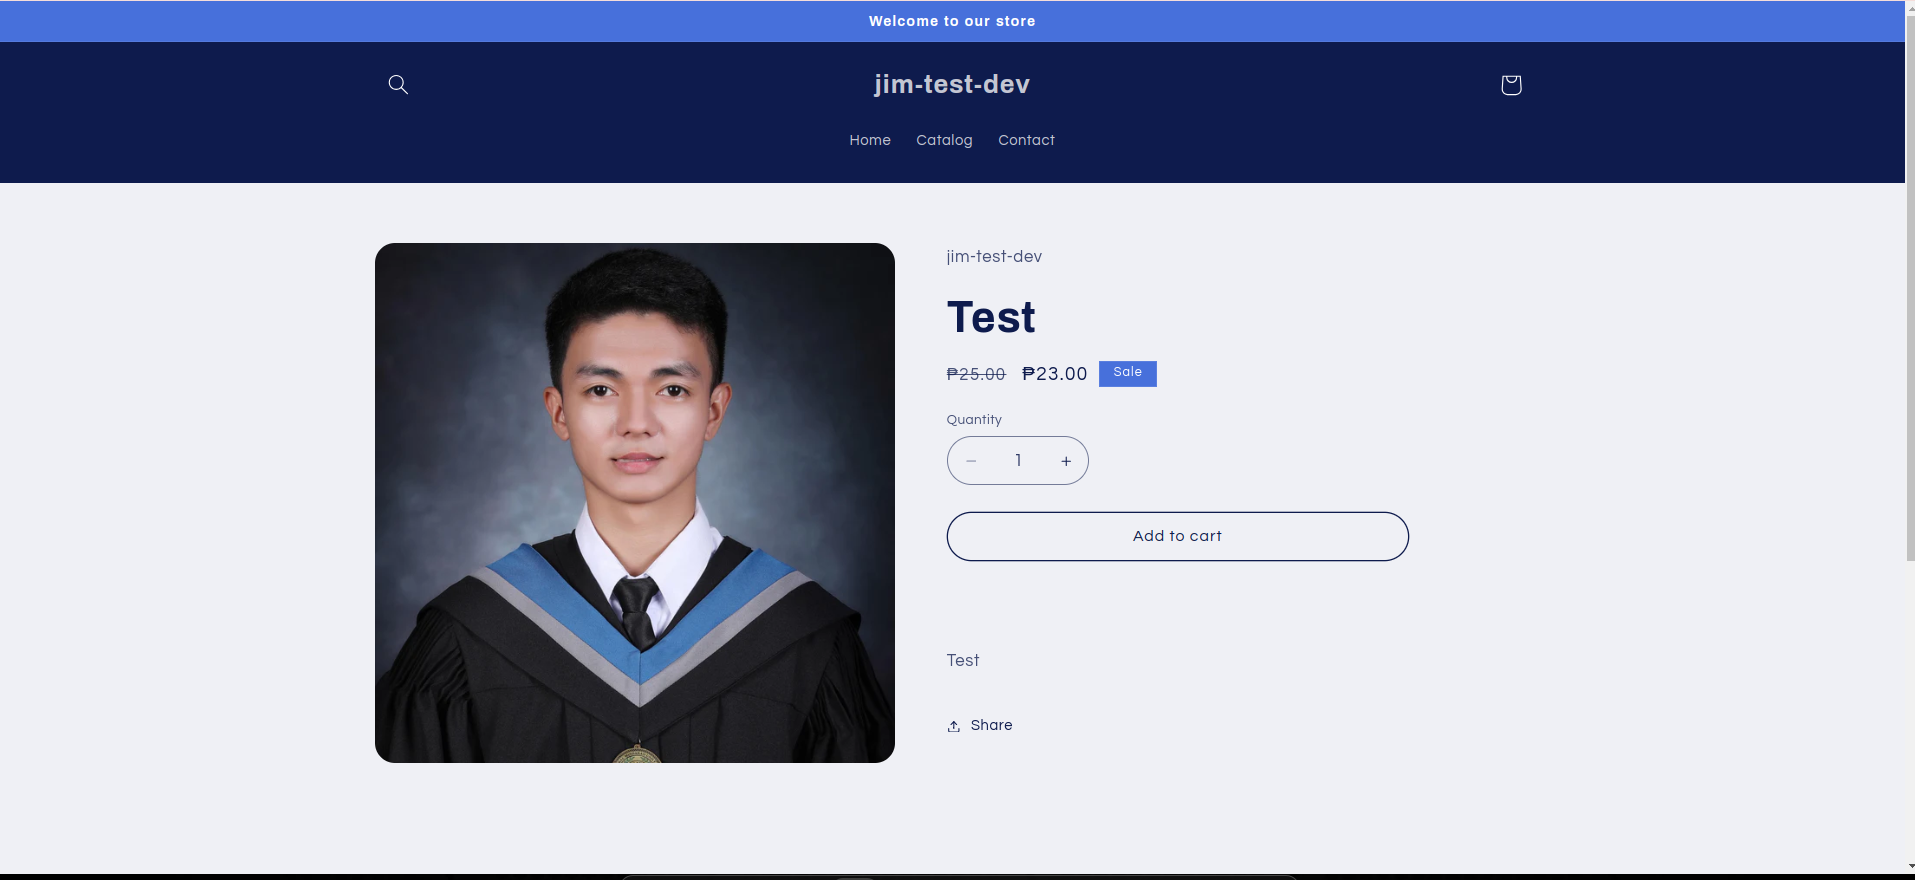 Welcome to our store
jim-test-dev
Home Catalog Contact
jim-test-dev
Test
₱25.00 ₱23.00 Sale
Quantity
1
Add to cart
Test
Share